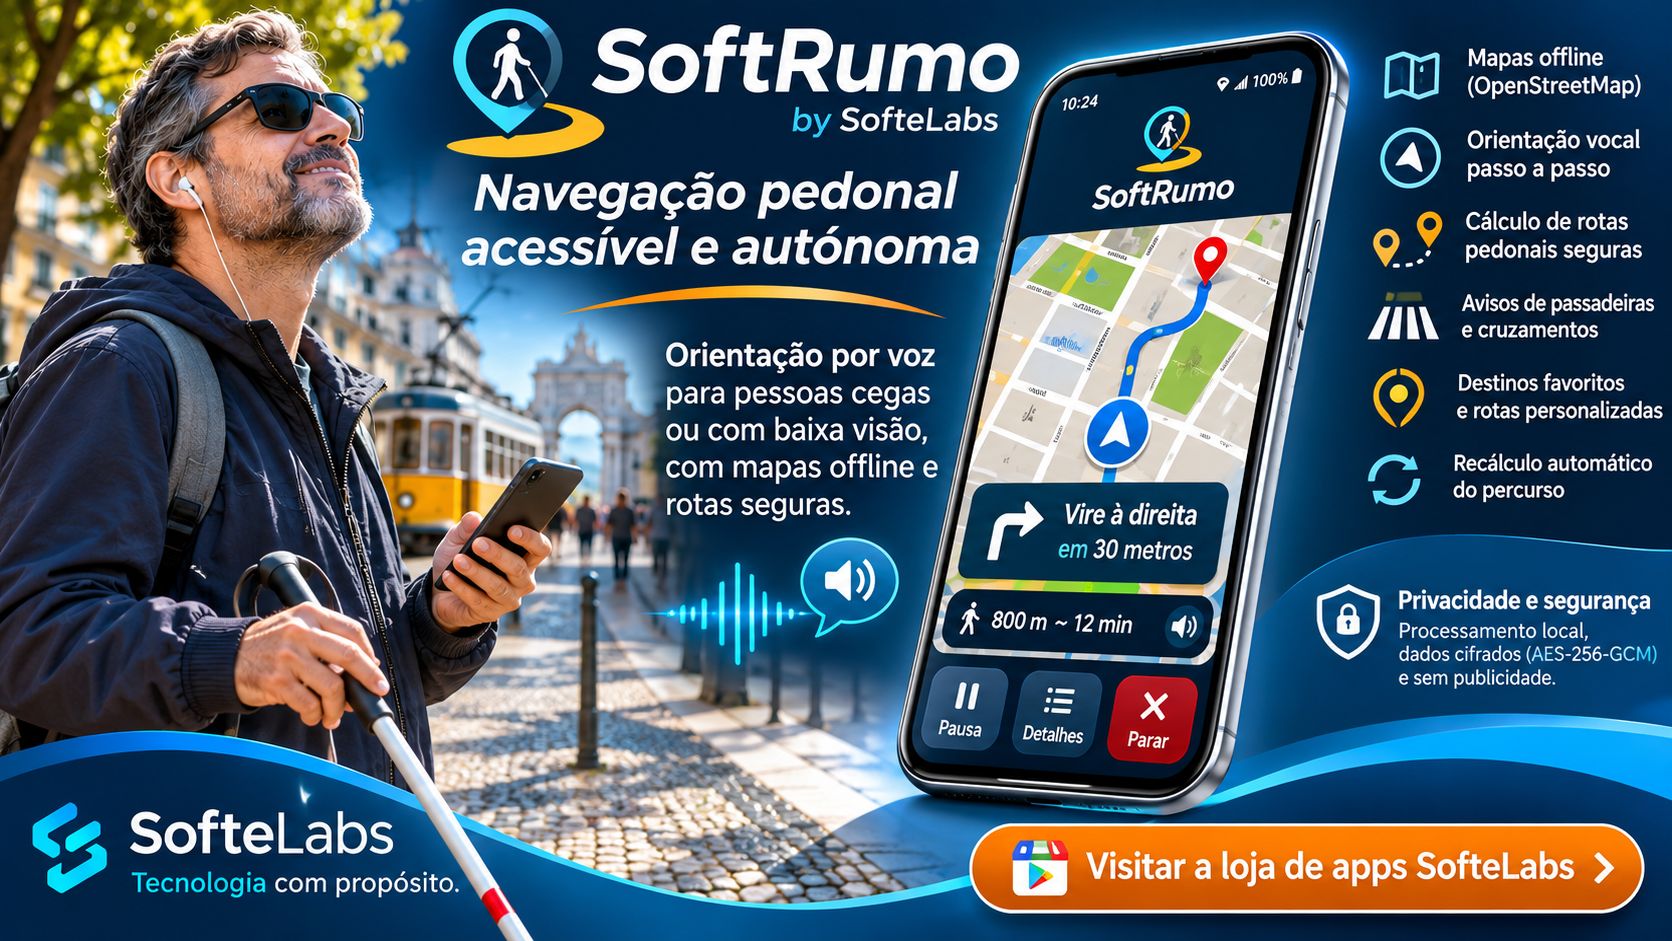 SoftRumo
by SofteLabs
Navegação pedonal
acessível e autónoma
Orientação por voz
para pessoas cegas
ou com baixa visão,
com mapas offline e
rotas seguras.
10:24
100%
SoftRumo
Vire à direita
em 30 metros
800 m ~ 12 min
Pausa
Detalhes
Parar
Mapas offline
(OpenStreetMap)
Orientação vocal
passo a passo
Cálculo de rotas
pedonais seguras
Avisos de passadeiras
e cruzamentos
Destinos favoritos
e rotas personalizadas
Recálculo automático
do percurso
Privacidade e segurança
Processamento local,
dados cifrados (AES-256-GCM)
e sem publicidade.
SofteLabs
Tecnologia com propósito.
Visitar a loja de apps SofteLabs